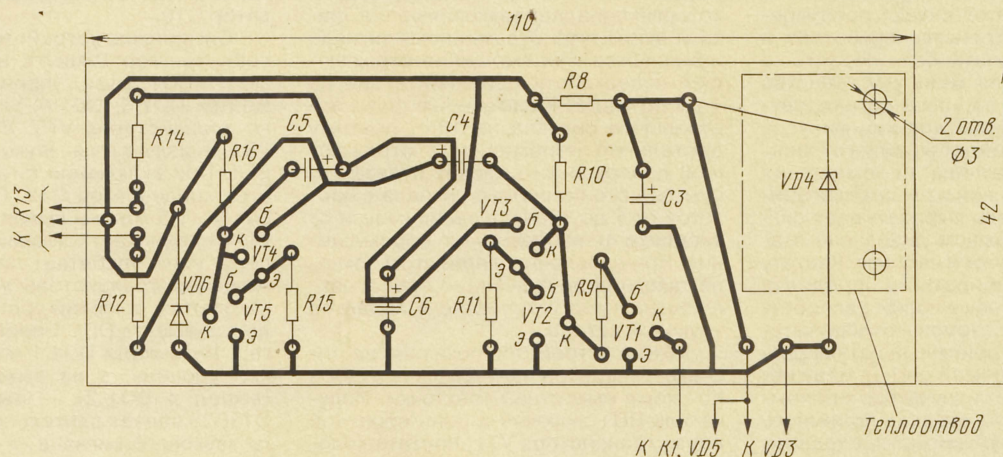 110
R8
R14
C5
C4
2 отв.
Ø3
R16
R10
C3
VD4
К R13
б
VT3
б
42
к
VT4
к
VD6
б
э
э
R12
VT5
R15
C6
R11
б
R9
б
к
VT2
VT1
э
э
к
э
к
Теплоотвод
К К1, VD5
К VD3